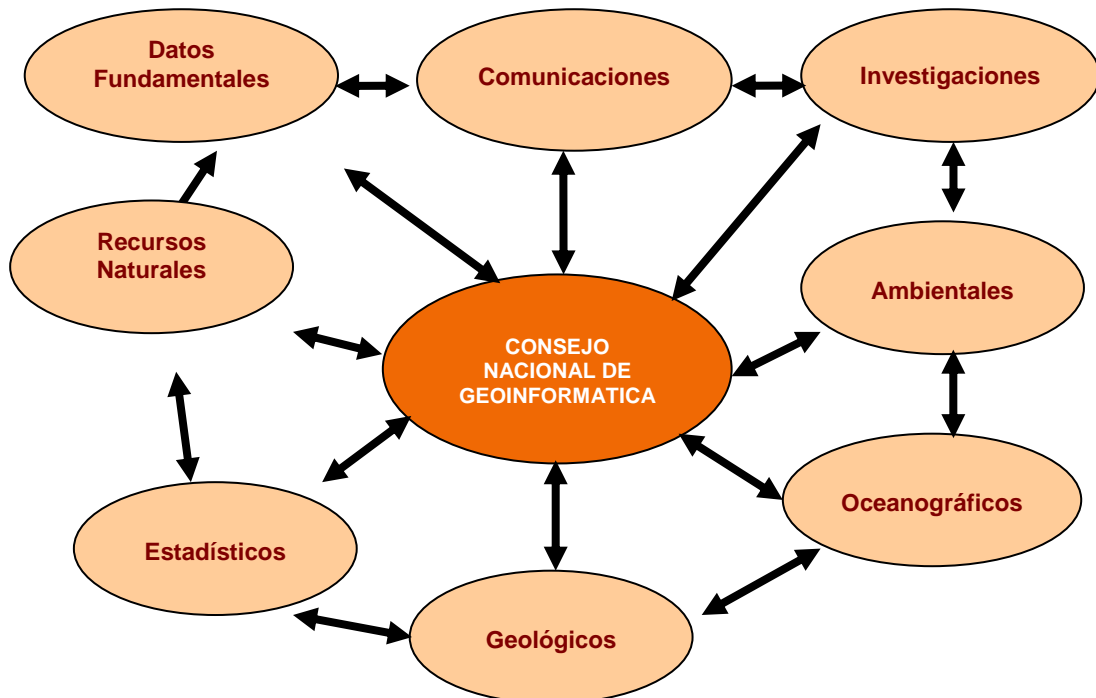 Datos
Fundamentales
Comunicaciones
Investigaciones
Recursos
Naturales
Ambientales
CONSEJO
NACIONAL DE
GEOINFORMATICA
Oceanográficos
Estadísticos
Geológicos